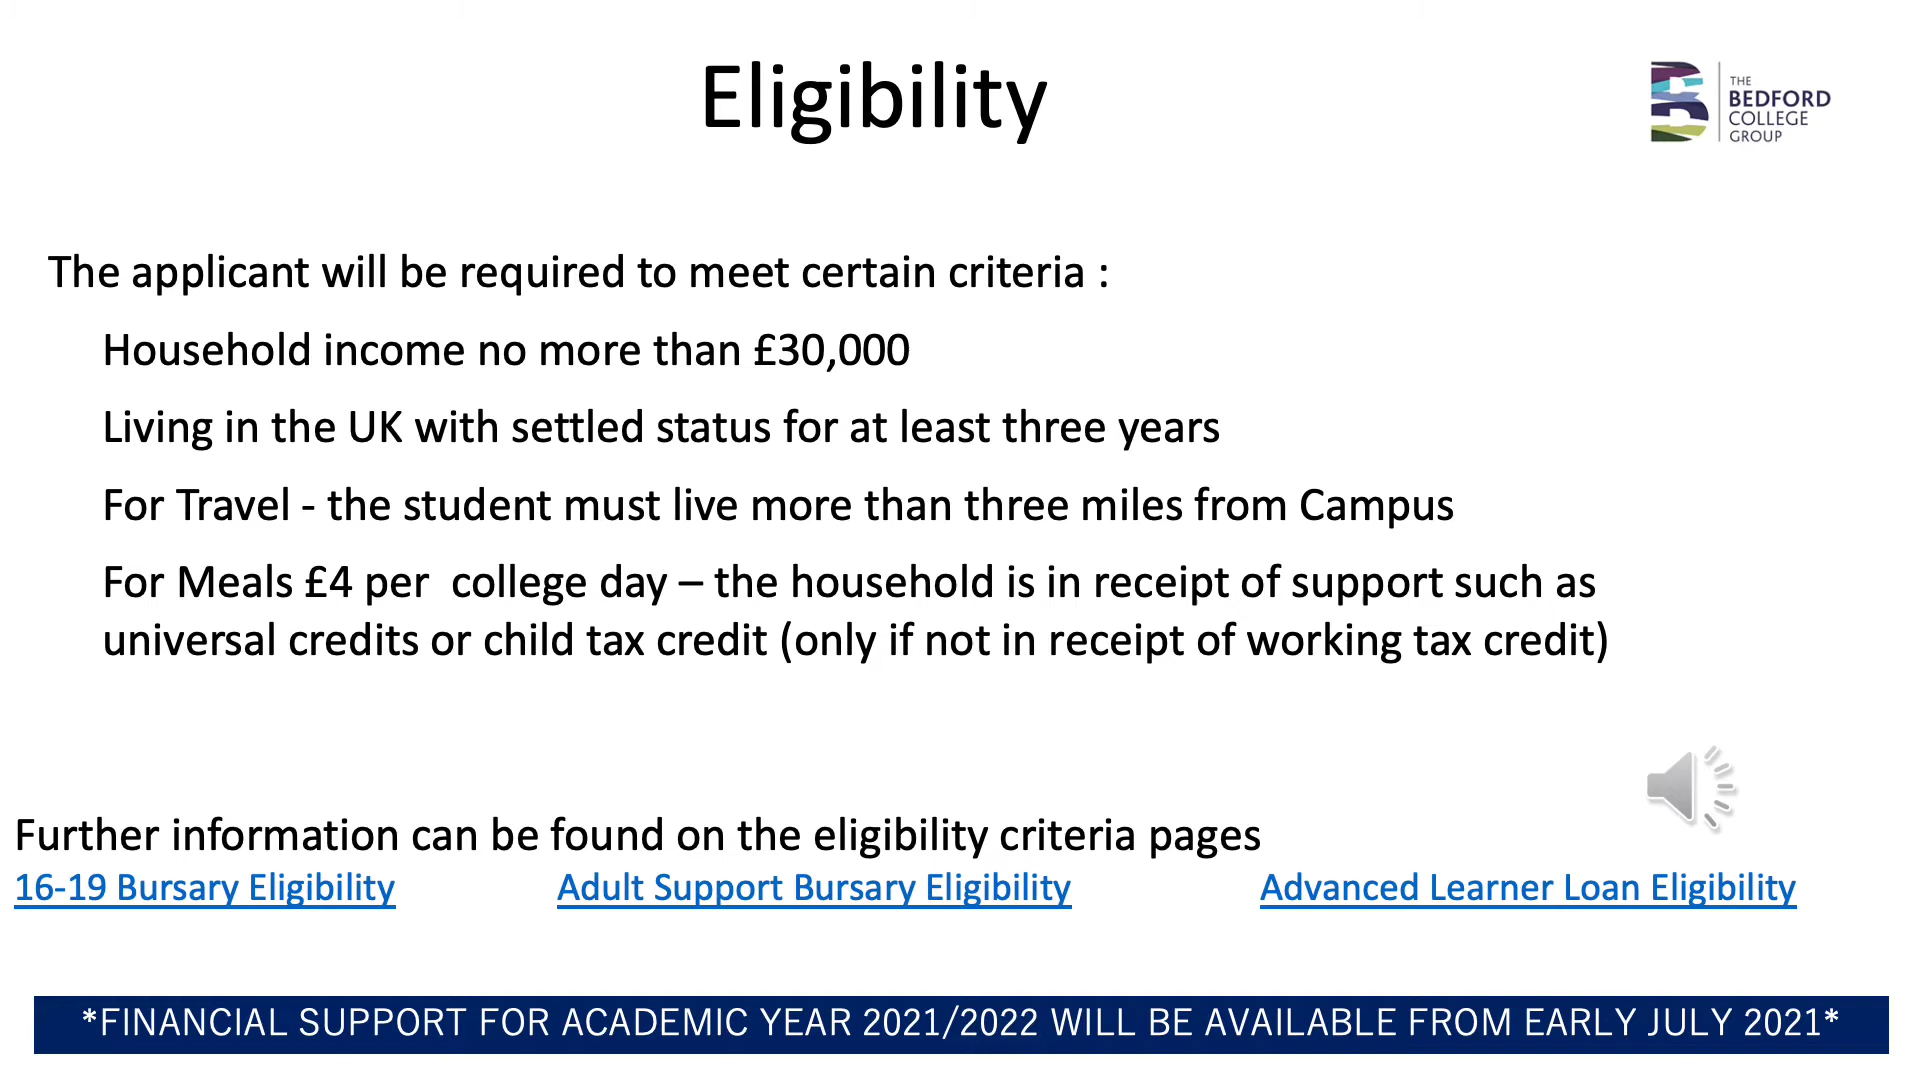 Eligibility
THE
BEDFORD
COLLEGE
GROUP
The applicant will be required to meet certain criteria :
Household income no more than £30,000
Living in the UK with settled status for at least three years
For Travel - the student must live more than three miles from Campus
For Meals £4 per  college day – the household is in receipt of support such as
universal credits or child tax credit (only if not in receipt of working tax credit)
Further information can be found on the eligibility criteria pages
16-19 Bursary Eligibility Adult Support Bursary Eligibility Advanced Learner Loan Eligibility
*FINANCIAL SUPPORT FOR ACADEMIC YEAR 2021/2022 WILL BE AVAILABLE FROM EARLY JULY 2021*